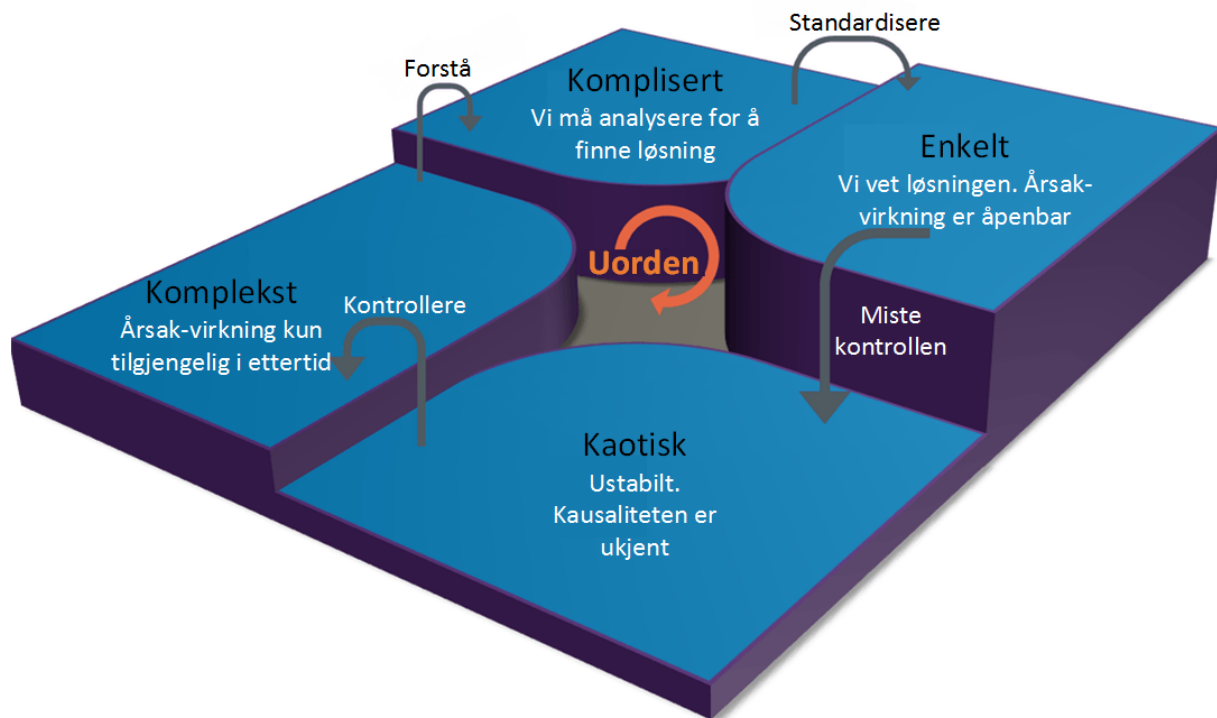 Standardisere
Forstå
Komplisert
Vi må analysere for å
finne løsning
Enkelt
Vi vet løsningen. Årsak-
virkning er åpenbar
Uorden
Komplekst
Årsak-virkning kun
tilgjengelig i ettertid
Kontrollere
Miste
kontrollen
Kaotisk
Ustabilt.
Kausaliteten er
ukjent